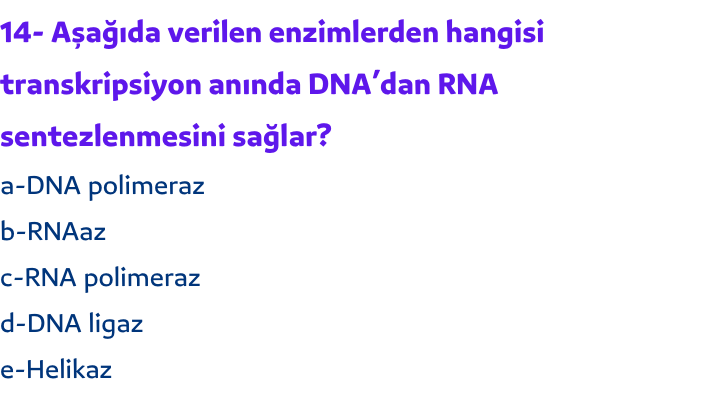 14- Aşağıda verilen enzimlerden hangisi
transkripsiyon anında DNA’dan RNA
sentezlenmesini sağlar?
a-DNA polimeraz
b-RNAaz
c-RNA polimeraz
d-DNA ligaz
e-Helikaz